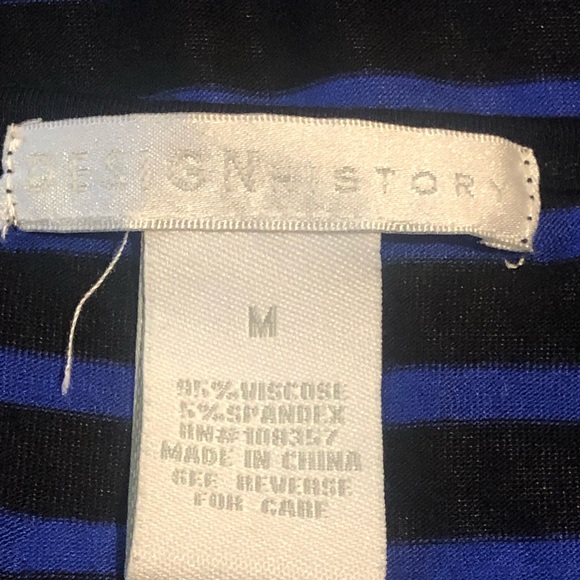 DESIGN HISTORY
M
95%VISCOSE
5%SPANDEX
RN#108357
MADE IN CHINA
SEE REVERSE
FOR CARE